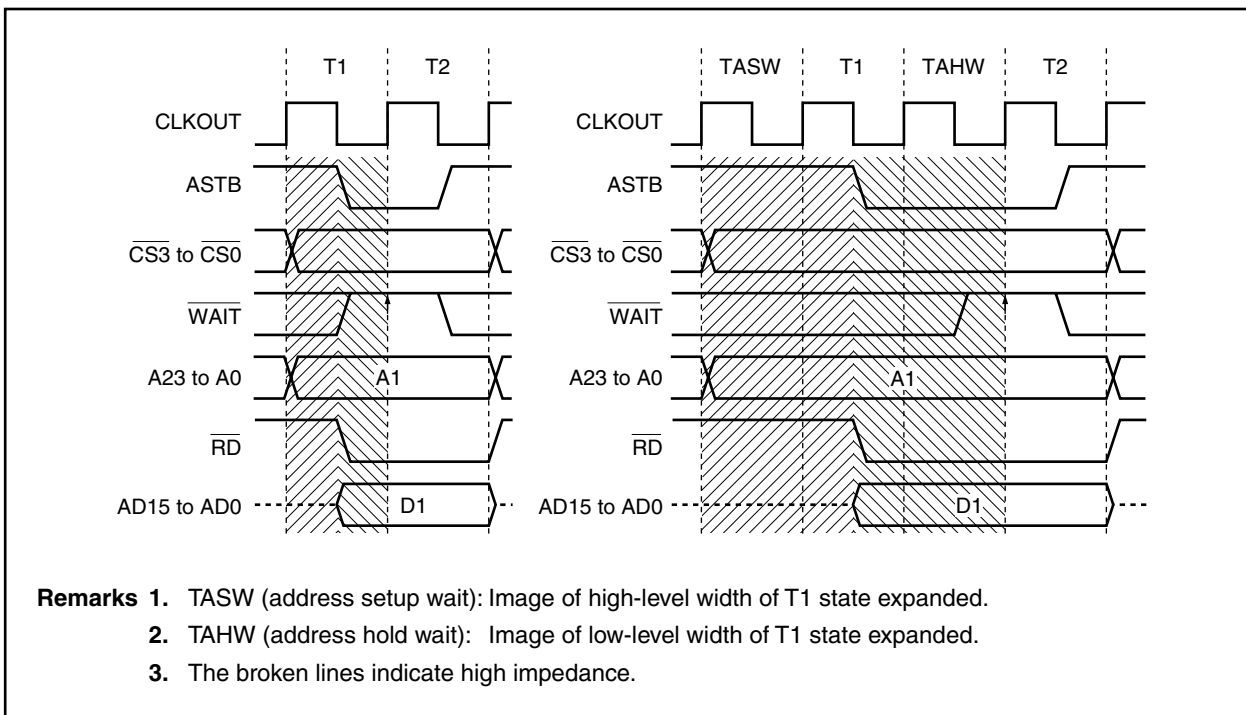 T1 T2 TASW T1 TAHW T2
CLKOUT CLKOUT
ASTB ASTB
CS3 to CS0 CS3 to CS0
WAIT WAIT
A23 to A0 A1 A23 to A0 A1
RD RD
AD15 to AD0 D1 AD15 to AD0 D1
Remarks 1. TASW (address setup wait): Image of high-level width of T1 state expanded.
2. TAHW (address hold wait): Image of low-level width of T1 state expanded.
3. The broken lines indicate high impedance.